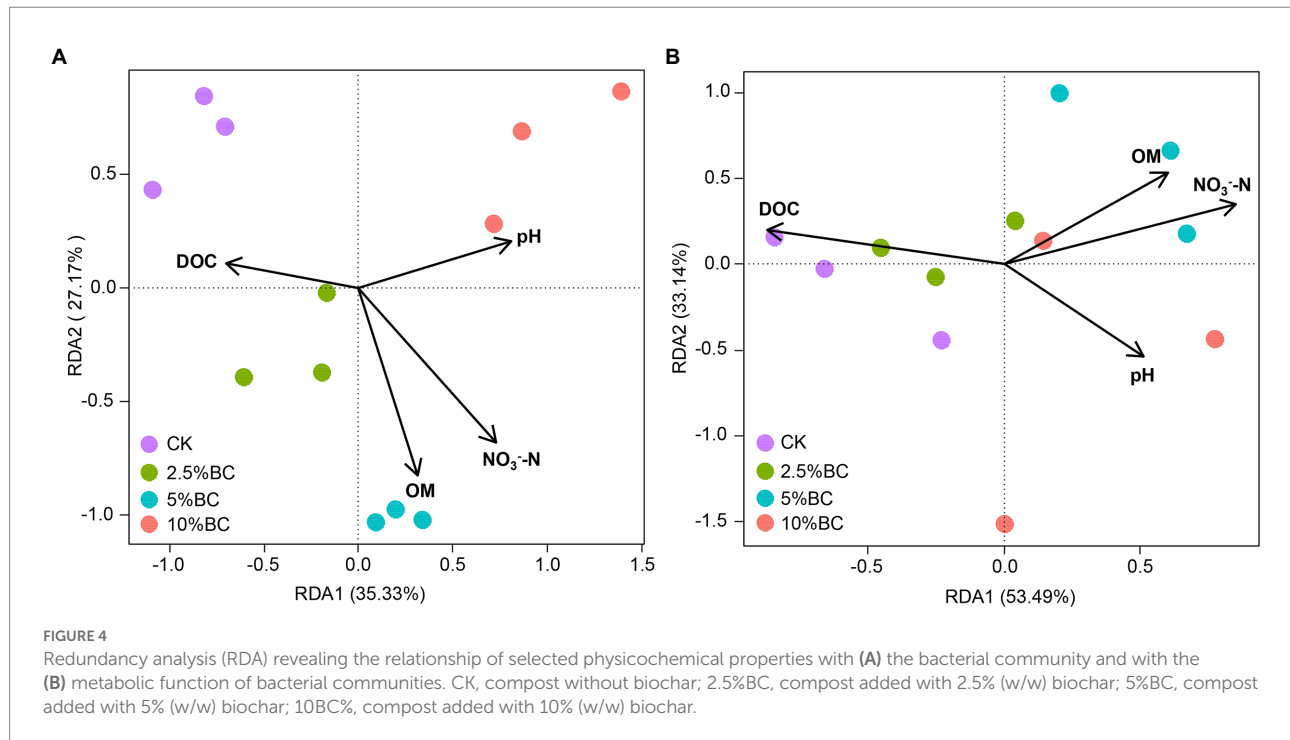 A
B
RDA2 ( 27.17%)
0.5
0.0
-0.5
-1.0
DOC
pH
NO₃⁻-N
OM
CK
2.5%BC
5%BC
10%BC
-1.0 -0.5 0.0 0.5 1.0 1.5
RDA1 (35.33%)
RDA2 (33.14%)
1.0
0.5
0.0
-0.5
-1.0
-1.5
OM
NO₃⁻-N
DOC
pH
CK
2.5%BC
5%BC
10%BC
-0.5 0.0 0.5
RDA1 (53.49%)
FIGURE 4
Redundancy analysis (RDA) revealing the relationship of selected physicochemical properties with (A) the bacterial community and with the
(B) metabolic function of bacterial communities. CK, compost without biochar; 2.5%BC, compost added with 2.5% (w/w) biochar; 5%BC, compost
added with 5% (w/w) biochar; 10BC%, compost added with 10% (w/w) biochar.